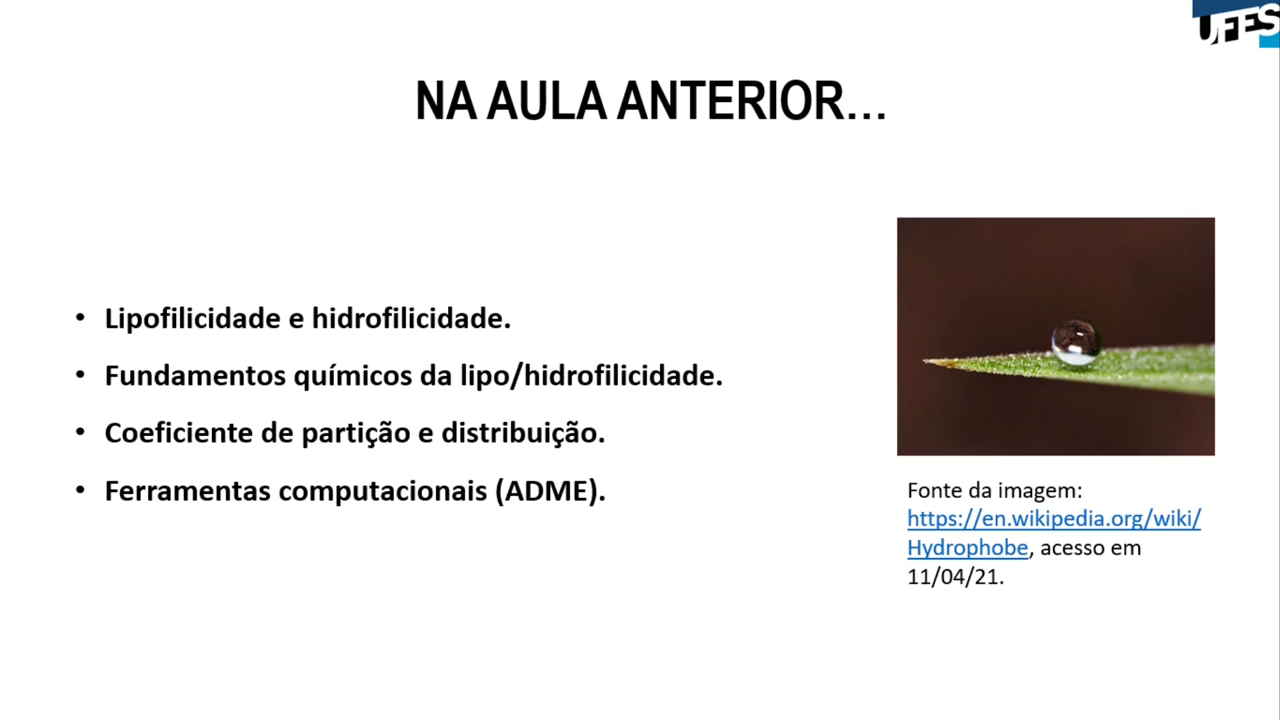 UFES
NA AULA ANTERIOR...
• Lipofilicidade e hidrofilicidade.
• Fundamentos químicos da lipo/hidrofilicidade.
• Coeficiente de partição e distribuição.
• Ferramentas computacionais (ADME).
Fonte da imagem:
https://en.wikipedia.org/wiki/
Hydrophobe, acesso em
11/04/21.